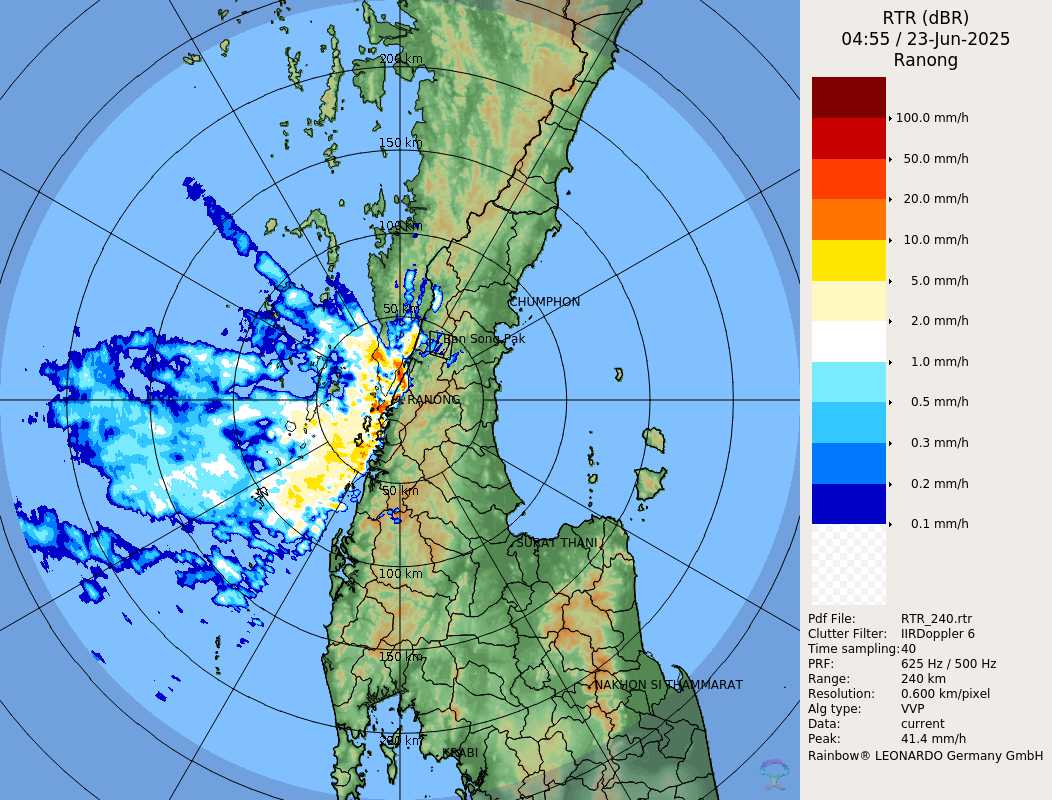 RTR (dBR)
04:55 / 23-Jun-2025
Ranong
100.0 mm/h
50.0 mm/h
20.0 mm/h
10.0 mm/h
5.0 mm/h
2.0 mm/h
1.0 mm/h
0.5 mm/h
0.3 mm/h
0.2 mm/h
0.1 mm/h
Pdf File: RTR_240.rtr
Clutter Filter: IIRDoppler 6
Time sampling:40
PRF: 625 Hz / 500 Hz
Range: 240 km
Resolution: 0.600 km/pixel
Alg type: VVP
Data: current
Peak: 41.4 mm/h
Rainbow® LEONARDO Germany GmbH
200 km
150 km
100 km
50 km
CHUMPHON
Ban Song Pak
RANONG
50 km
SURAT THANI
100 km
150 km
NAKHON SI THAMMARAT
200 km
KRABI